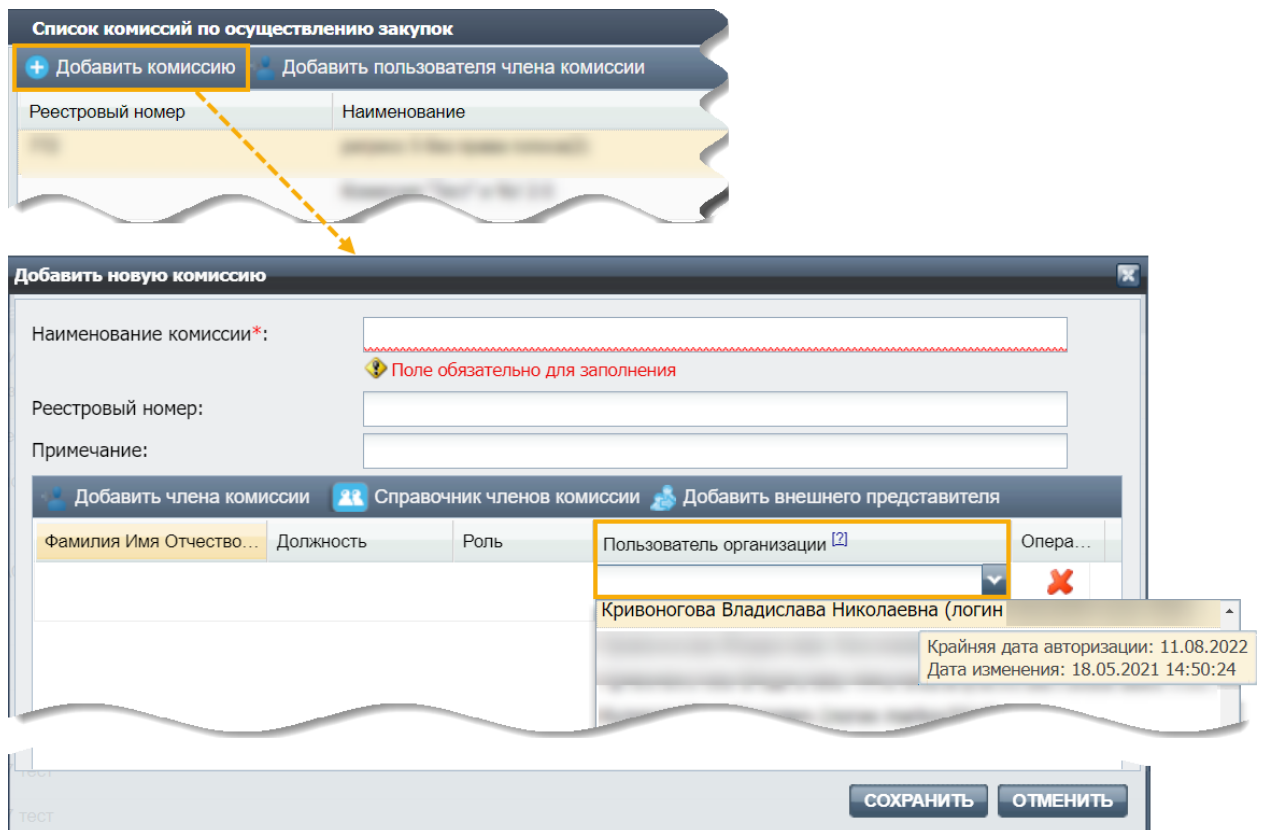 Список комиссий по осуществлению закупок
Добавить комиссию Добавить пользователя члена комиссии
Реестровый номер Наименование
Добавить новую комиссию
Наименование комиссии*:
Поле обязательно для заполнения
Реестровый номер:
Примечание:
Добавить члена комиссии Справочник членов комиссии Добавить внешнего представителя
Фамилия Имя Отчество... Должность Роль Пользователь организации [?] Опера...
Кривоногова Владислава Николаевна (логин
Крайняя дата авторизации: 11.08.2022
Дата изменения: 18.05.2021 14:50:24
тест
СОХРАНИТЬ ОТМЕНИТЬ
тест